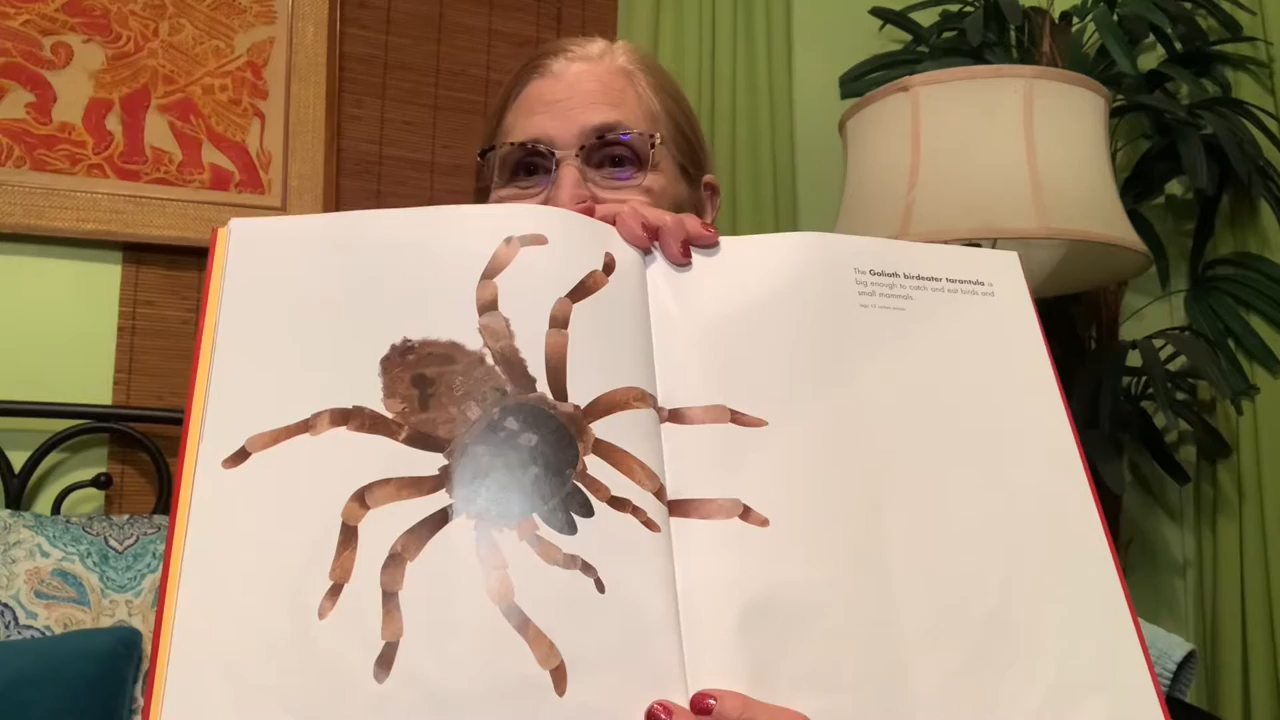 The Goliath birdeater tarantula is
big enough to catch and eat birds and
small mammals.